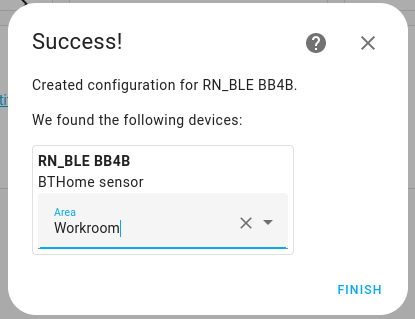 Success!
Created configuration for RN_BLE BB4B.
We found the following devices:
RN_BLE BB4B
BTHome sensor
Area
Workroom
FINISH